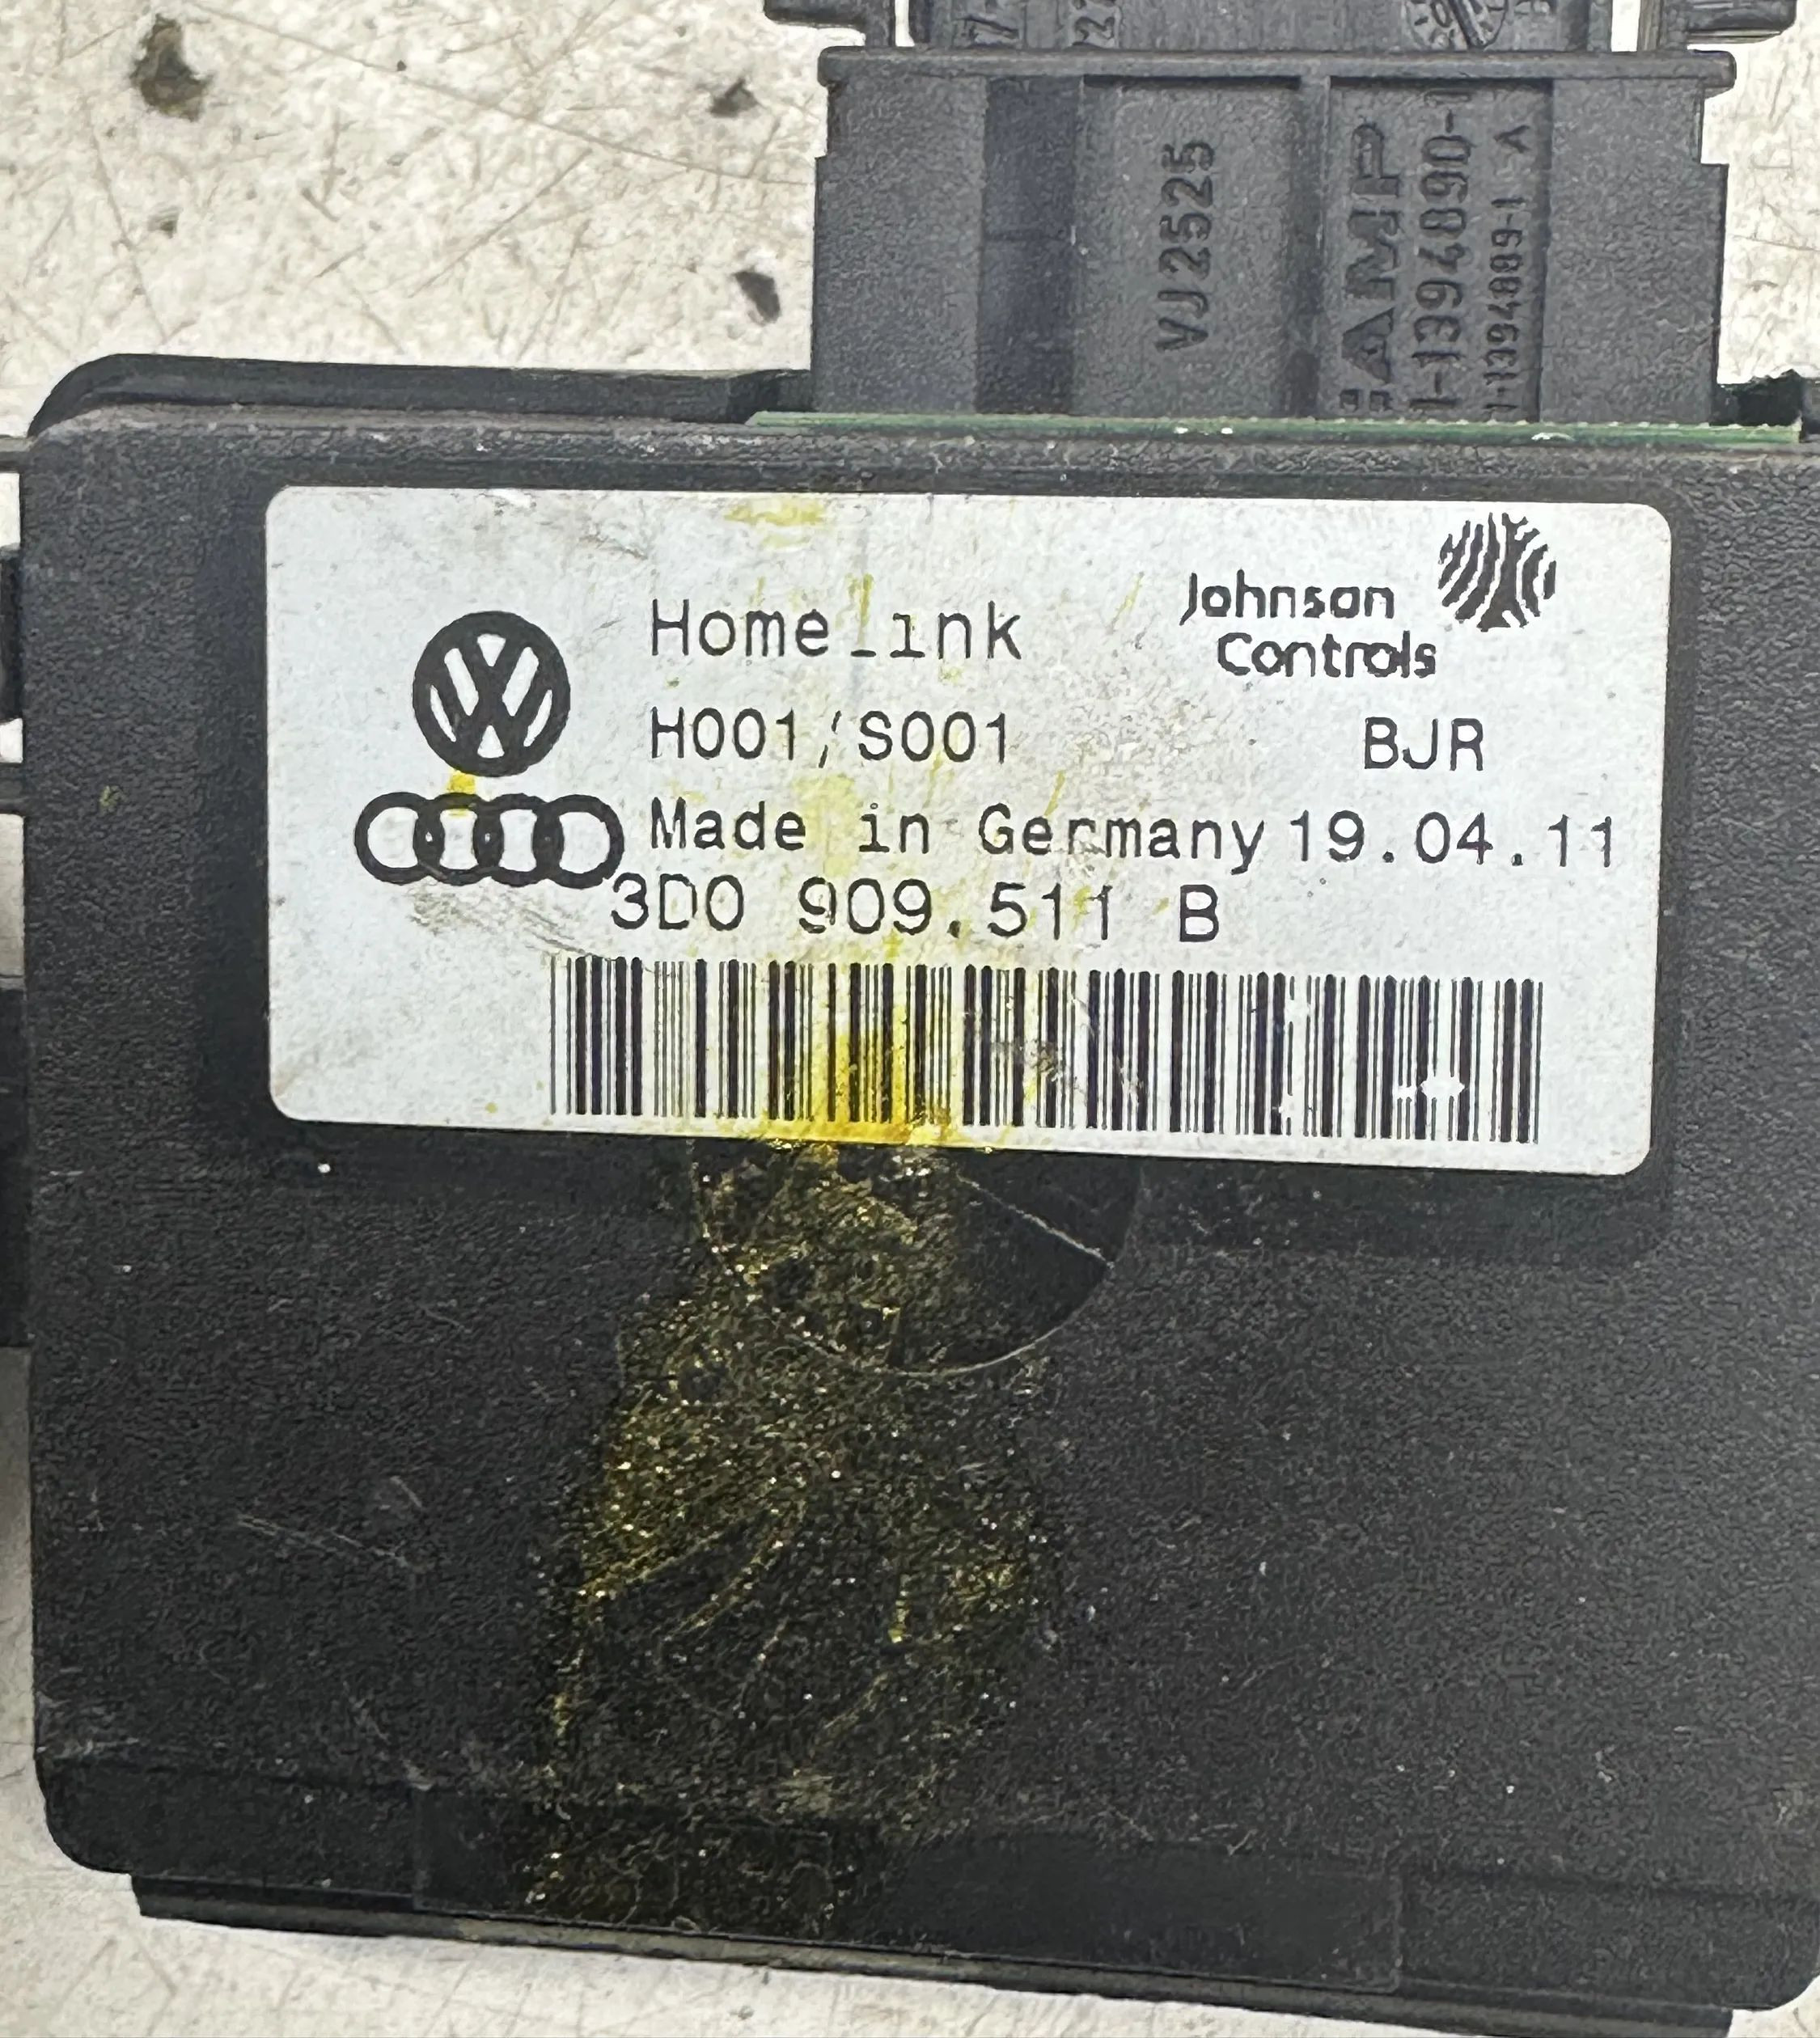 VJ2525
AMP
1-1394890-1
1-1394889-1 A
Johnson
Controls
Homelink
H001/S001
BJR
Made in Germany 19.04.11
3D0 909.511 B